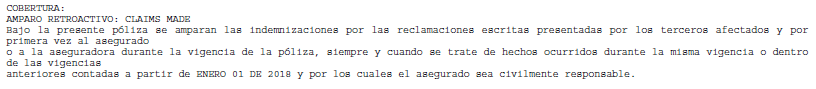 COBERTURA:
AMPARO RETROACTIVO: CLAIMS MADE
Bajo la presente póliza se amparan las indemnizaciones por las reclamaciones escritas presentadas por los terceros afectados y por
primera vez al asegurado
o a la aseguradora durante la vigencia de la póliza, siempre y cuando se trate de hechos ocurridos durante la misma vigencia o dentro
de las vigencias
anteriores contadas a partir de ENERO 01 DE 2018 y por los cuales el asegurado sea civilmente responsable.